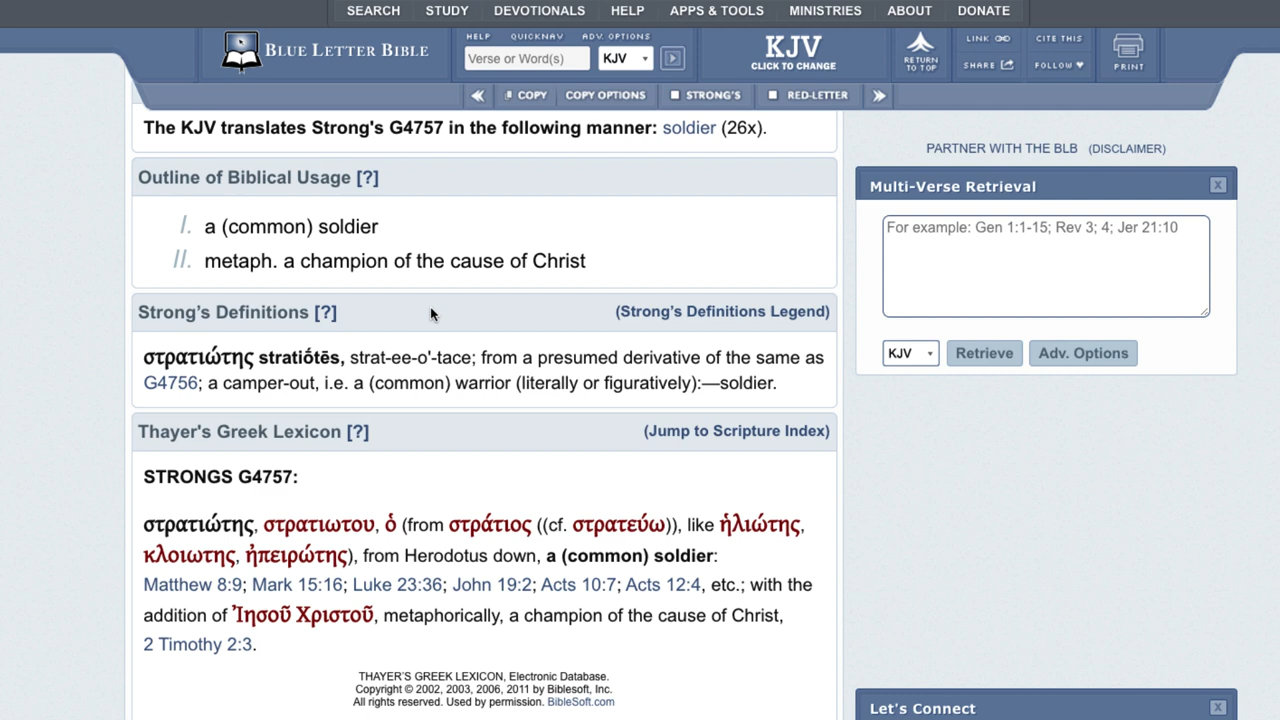 SEARCH STUDY DEVOTIONALS HELP APPS & TOOLS MINISTRIES ABOUT DONATE
BLUE LETTER BIBLE
HELP QUICKNAV ADV. OPTIONS
Verse or Word(s) KJV
KJV
CLICK TO CHANGE
RETURN
TO TOP
LINK CITE THIS
SHARE FOLLOW
PRINT
COPY COPY OPTIONS STRONG'S RED-LETTER
The KJV translates Strong's G4757 in the following manner: soldier (26x).
Outline of Biblical Usage [?]
I. a (common) soldier
II. metaph. a champion of the cause of Christ
Strong's Definitions [?] (Strong's Definitions Legend)
στρατιώτης stratiṓtēs, strat-ee-o'-tace; from a presumed derivative of the same as
G4756; a camper-out, i.e. a (common) warrior (literally or figuratively):—soldier.
Thayer's Greek Lexicon [?] (Jump to Scripture Index)
STRONGS G4757:
στρατιώτης, στρατιωτου, ὁ (from στράτιος ((cf. στρατεύω)), like ἡλιώτης,
κλοιωτης, ἠπειρώτης), from Herodotus down, a (common) soldier:
Matthew 8:9; Mark 15:16; Luke 23:36; John 19:2; Acts 10:7; Acts 12:4, etc.; with the
addition of Ἰησοῦ Χριστοῦ, metaphorically, a champion of the cause of Christ,
2 Timothy 2:3.
THAYER'S GREEK LEXICON, Electronic Database.
Copyright © 2002, 2003, 2006, 2011 by Biblesoft, Inc.
All rights reserved. Used by permission. BibleSoft.com
PARTNER WITH THE BLB (DISCLAIMER)
Multi-Verse Retrieval X
For example: Gen 1:1-15; Rev 3; 4; Jer 21:10
KJV Retrieve Adv. Options
Let's Connect X